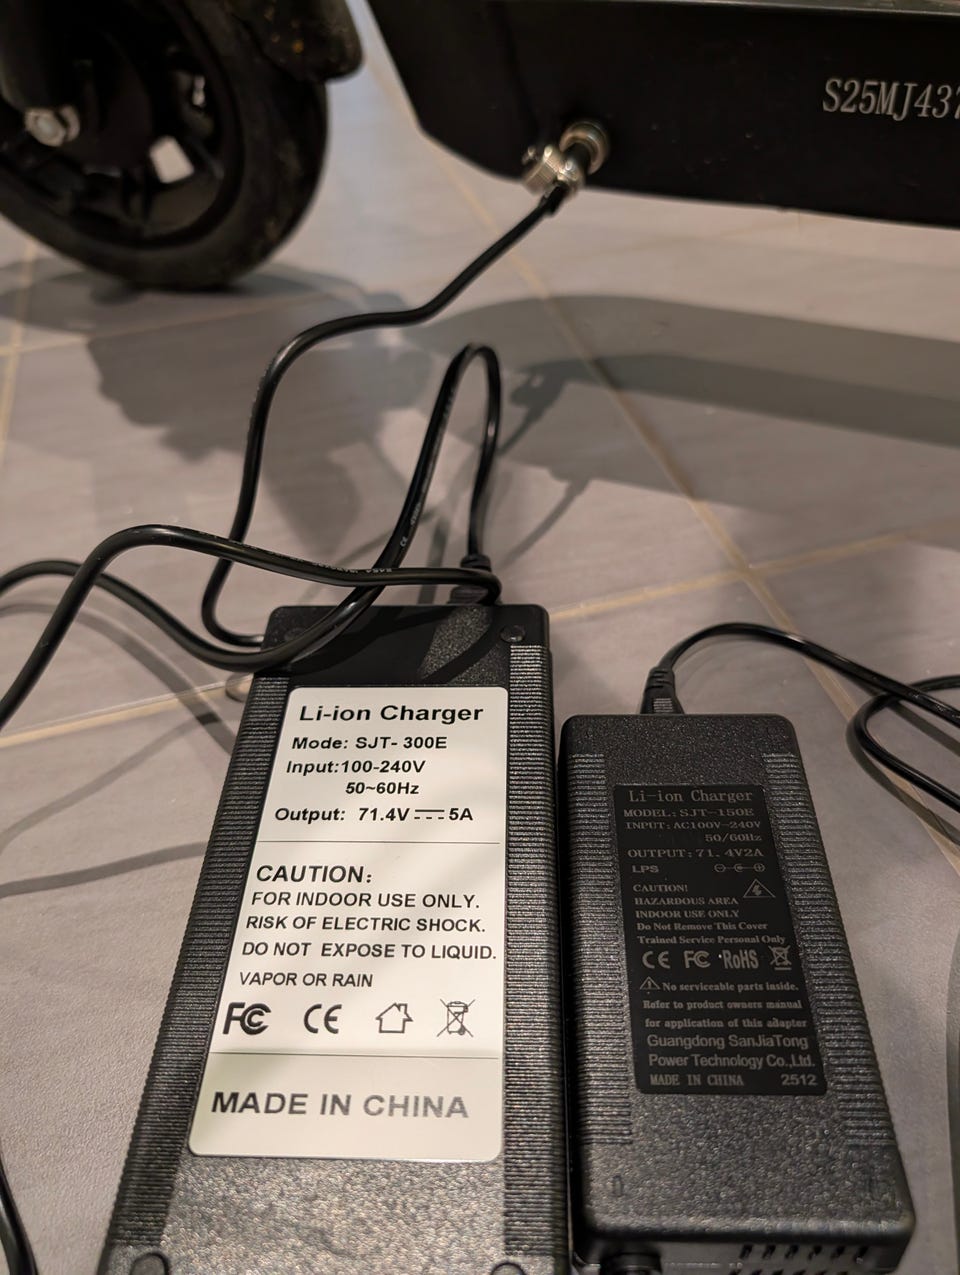 S25MJ437
Li-ion Charger
Mode: SJT- 300E
Input:100-240V
50~60Hz
Output: 71.4V⎓5A
CAUTION:
FOR INDOOR USE ONLY.
RISK OF ELECTRIC SHOCK.
DO NOT EXPOSE TO LIQUID.
VAPOR OR RAIN
FC CE
MADE IN CHINA
Li-ion Charger
MODEL: SJT-150E
INPUT: AC100V-240V
50/60Hz
OUTPUT: 71.4V2A
LPS
CAUTION!
HAZARDOUS AREA
INDOOR USE ONLY
Do Not Remove This Cover
Trained Service Personal Only
CE FC RoHS
No serviceable parts inside.
Refer to product owners manual
for application of this adapter
Guangdong SanJiaTong
Power Technology Co.,Ltd.
MADE IN CHINA 2512